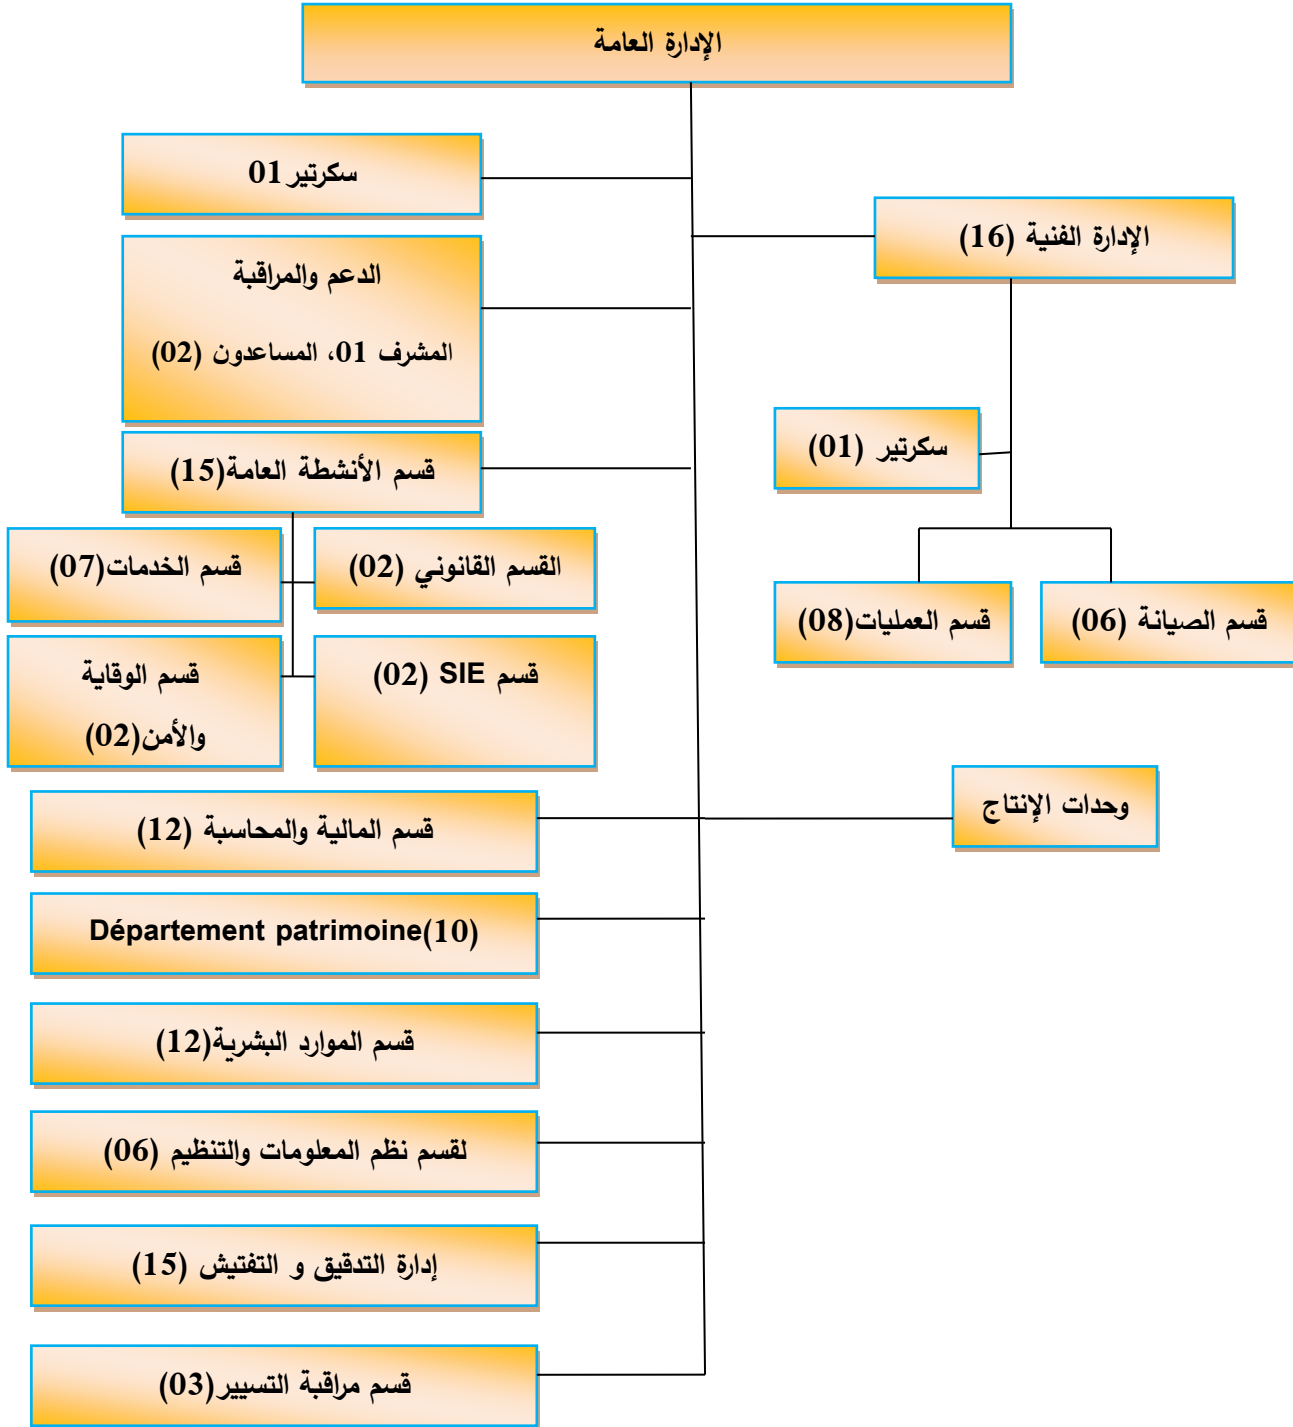 الإدارة العامة
سكرتير 01
الإدارة الفنية (16)
الدعم والمراقبة
المشرف 01، المساعدون (02)
سكرتير (01)
قسم الأنشطة العامة(15)
القسم القانوني (02)
قسم الخدمات(07)
قسم الصيانة (06)
قسم العمليات(08)
قسم SIE (02)
قسم الوقاية
والأمن(02)
وحدات الإنتاج
قسم المالية والمحاسبة (12)
Département patrimoine(10)
قسم الموارد البشرية(12)
لقسم نظم المعلومات والتنظيم (06)
إدارة التدقيق و التفتيش (15)
قسم مراقبة التسيير(03)